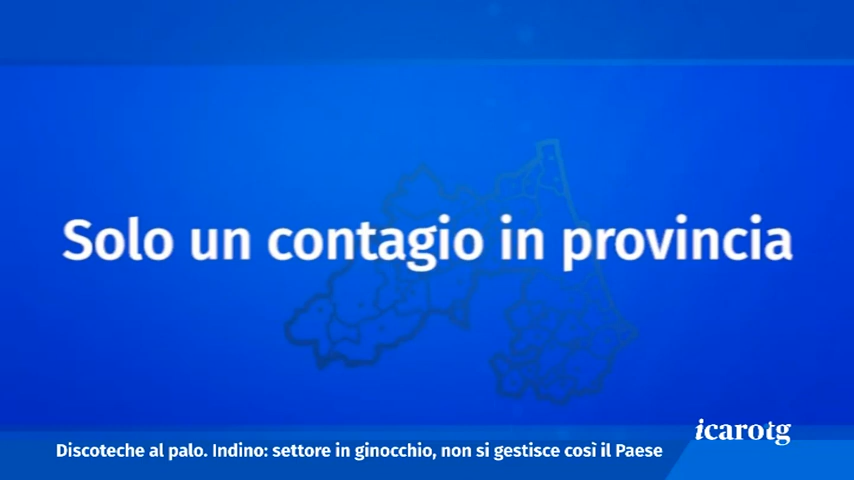 Solo un contagio in provincia
icarotg
Discoteche al palo. Indino: settore in ginocchio, non si gestisce così il Paese